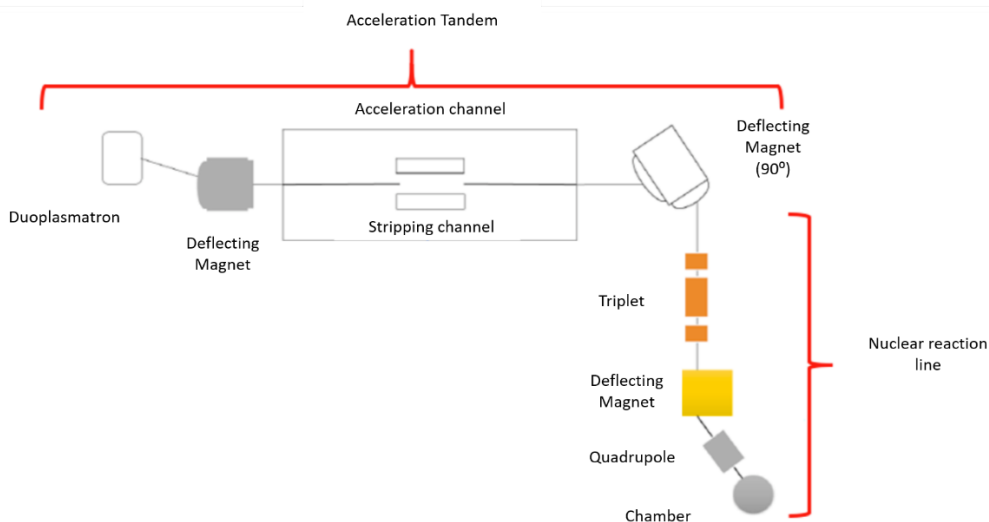 Acceleration Tandem
Acceleration channel
Deflecting
Magnet
(90⁰)
Duoplasmatron
Stripping channel
Deflecting
Magnet
Triplet
Nuclear reaction
line
Deflecting
Magnet
Quadrupole
Chamber